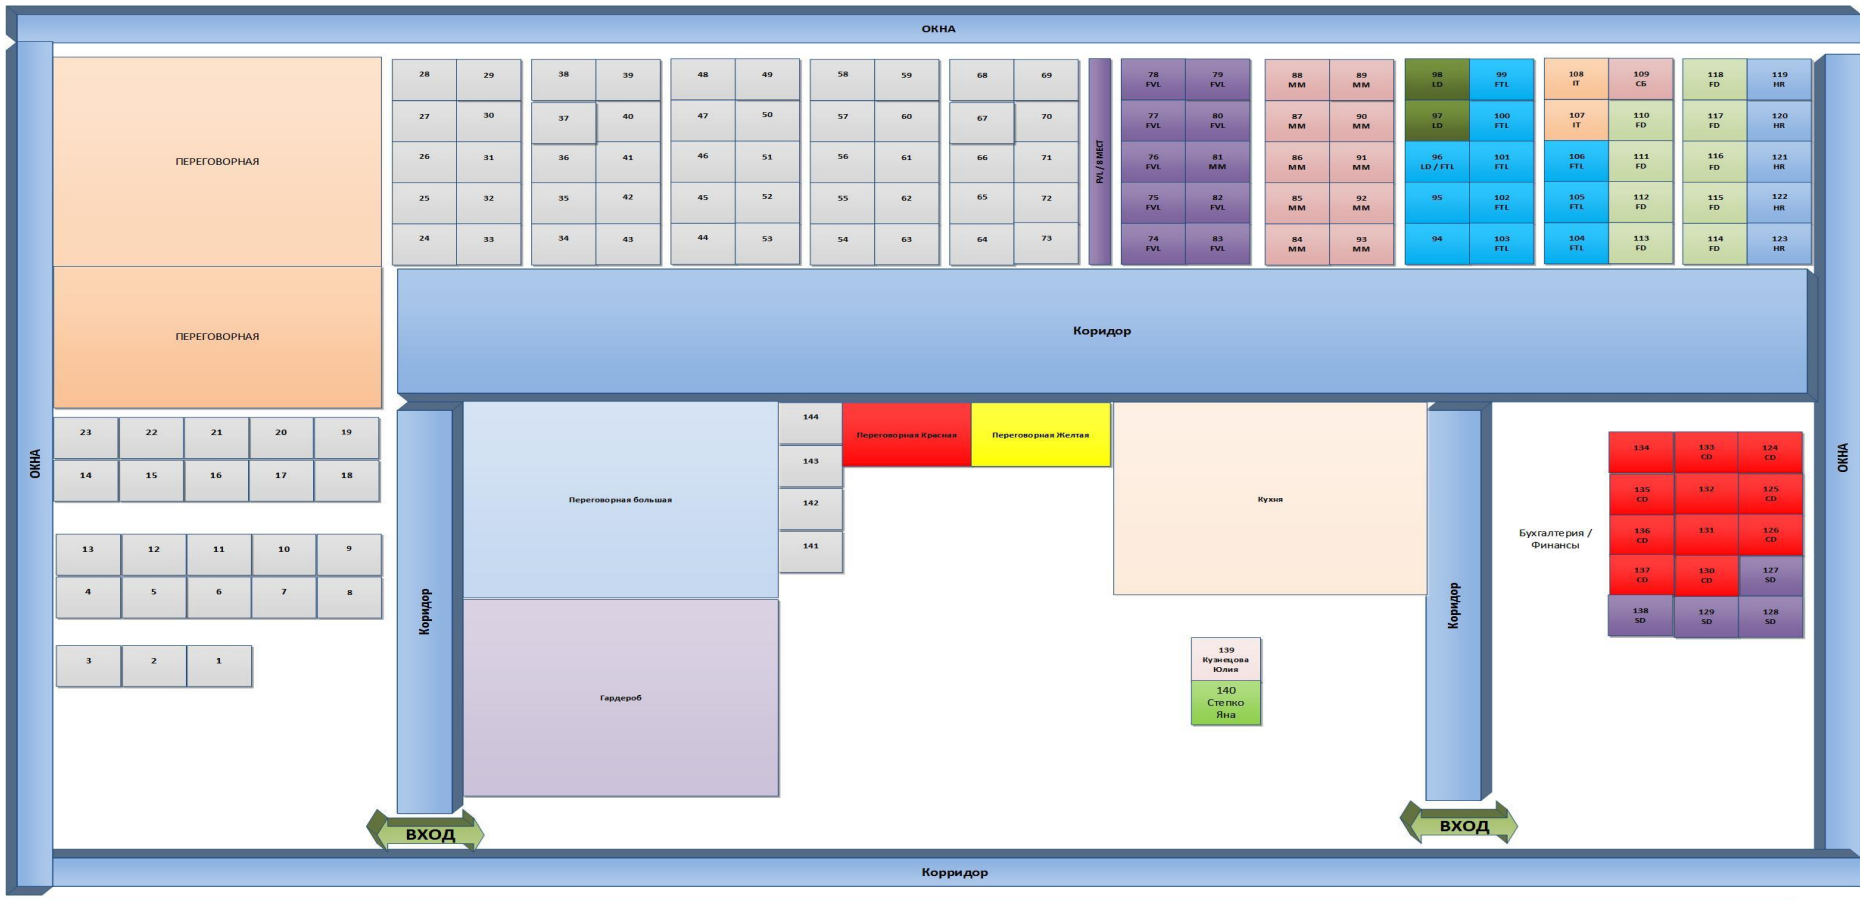 ОКНА
ОКНА
ОКНА
ПЕРЕГОВОРНАЯ
ПЕРЕГОВОРНАЯ
28 29 38 39 48 49 58 59 68 69
27 30 37 40 47 50 57 60 67 70
26 31 36 41 46 51 56 61 66 71
25 32 35 42 45 52 55 62 65 72
24 33 34 43 44 53 54 63 64 73
FVL / 8 МЕСТ
78 79 88 89 98 99 108 109 118 119
FVL FVL MM MM LD FTL IT СБ FD HR
77 80 87 90 97 100 107 110 117 120
FVL FVL MM MM LD FTL IT FD FD HR
76 81 86 91 96 101 106 111 116 121
FVL MM MM MM LD / FTL FTL FTL FD FD HR
75 82 85 92 95 102 105 112 115 122
FVL FVL MM MM FTL FTL FD FD HR
74 83 84 93 94 103 104 113 114 123
FVL FVL MM MM FTL FTL FD FD HR
Коридор
23 22 21 20 19
14 15 16 17 18
13 12 11 10 9
4 5 6 7 8
3 2 1
Коридор
Переговорная большая
Гардероб
144
143
142
141
Переговорная Красная
Переговорная Желтая
Кухня
139
Кузнецова
Юлия
140
Степко
Яна
Коридор
Бухгалтерия /
Финансы
134 133 124
CD CD
135 132 125
CD CD
136 131 126
CD CD
137 130 127
CD CD SD
138 129 128
SD SD SD
ВХОД
ВХОД
Корридор